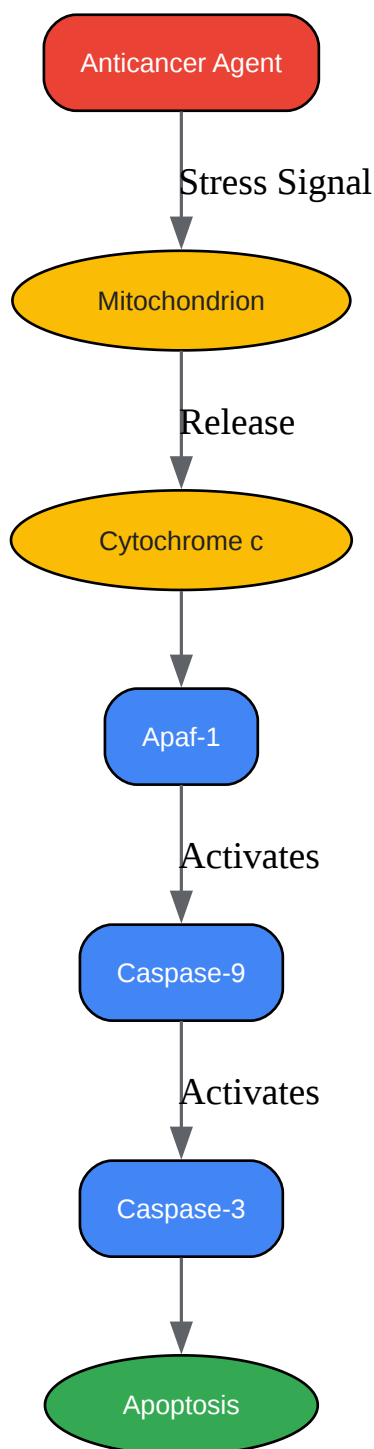 Anticancer Agent
Stress Signal
Mitochondrion
Release
Cytochrome c
Apaf-1
Activates
Caspase-9
Activates
Caspase-3
Apoptosis